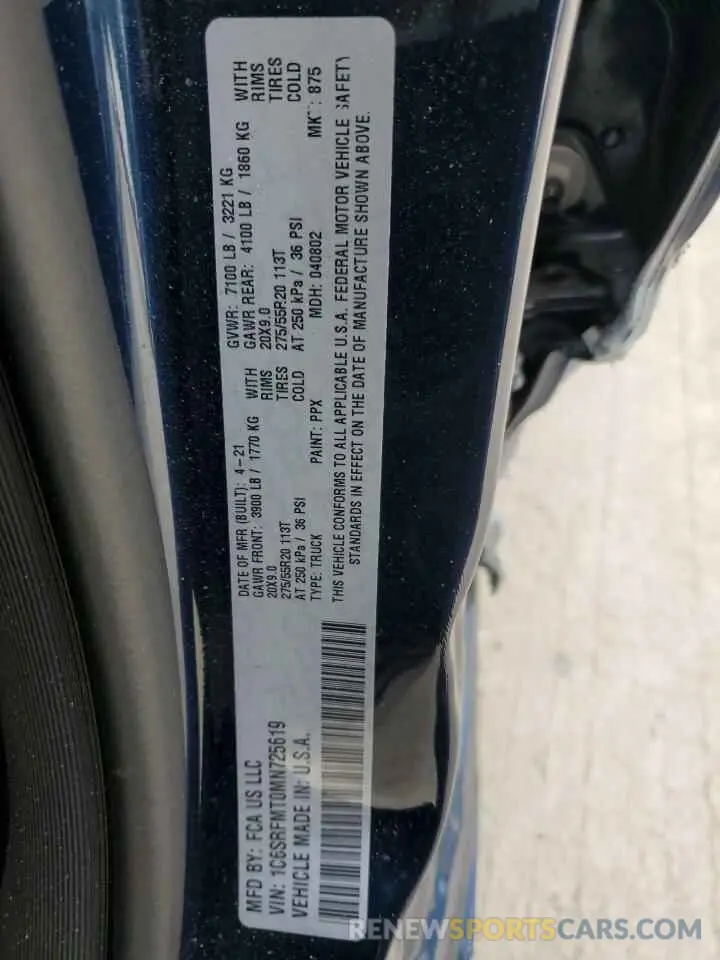 MFD BY: FCA US LLC
VIN: 1C6SRFMT0MN725619
VEHICLE MADE IN: U.S.A.
DATE OF MFR (BUILT): 4-21
GAWR FRONT: 3900 LB / 1770 KG WITH
20X9.0 RIMS
275/55R20 113T TIRES
AT 250 kPa / 36 PSI COLD
GVWR: 7100 LB / 3221 KG
GAWR REAR: 4100 LB / 1860 KG WITH
20X9.0 RIMS
275/55R20 113T TIRES
AT 250 kPa / 36 PSI COLD
TYPE: TRUCK PAINT: PPX MDH: 040802 875
THIS VEHICLE CONFORMS TO ALL APPLICABLE U.S.A. FEDERAL MOTOR VEHICLE SAFETY
STANDARDS IN EFFECT ON THE DATE OF MANUFACTURE SHOWN ABOVE.
RENEWSPORTSCARS.COM